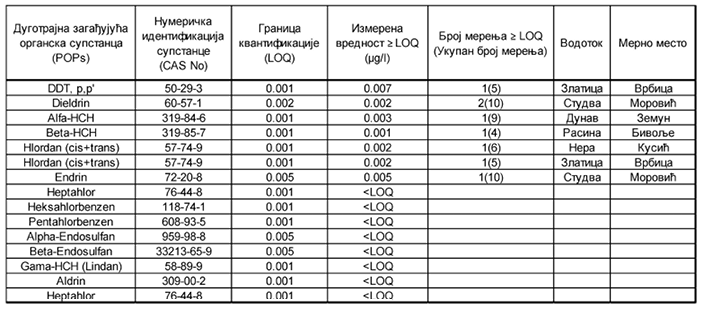 Дуготрајна загађујућа органска супстанца (POPs) | Нумеричка идентификација супстанце (CAS No) | Граница квантификације (LOQ) | Измерена вредност ≥ LOQ (µg/l) | Број мерења ≥ LOQ (Укупан број мерења) | Водоток | Мерно место
DDT, p,p' 50-29-3 0.001 0.007 1(5) Златица Врбица
Dieldrin 60-57-1 0.002 0.002 2(10) Студва Моровић
Alfa-HCH 319-84-6 0.001 0.003 1(9) Дунав Земун
Beta-HCH 319-85-7 0.001 0.001 1(4) Расина Бивоље
Hlordan (cis+trans) 57-74-9 0.001 0.002 1(6) Нера Кусић
Hlordan (cis+trans) 57-74-9 0.001 0.002 1(5) Златица Врбица
Endrin 72-20-8 0.005 0.005 1(10) Студва Моровић
Heptahlor 76-44-8 0.001 <LOQ
Heksahlorbenzen 118-74-1 0.001 <LOQ
Pentahlorbenzen 608-93-5 0.001 <LOQ
Alpha-Endosulfan 959-98-8 0.005 <LOQ
Beta-Endosulfan 33213-65-9 0.005 <LOQ
Gama-HCH (Lindan) 58-89-9 0.001 <LOQ
Aldrin 309-00-2 0.001 <LOQ
Heptahlor 76-44-8 0.001 <LOQ